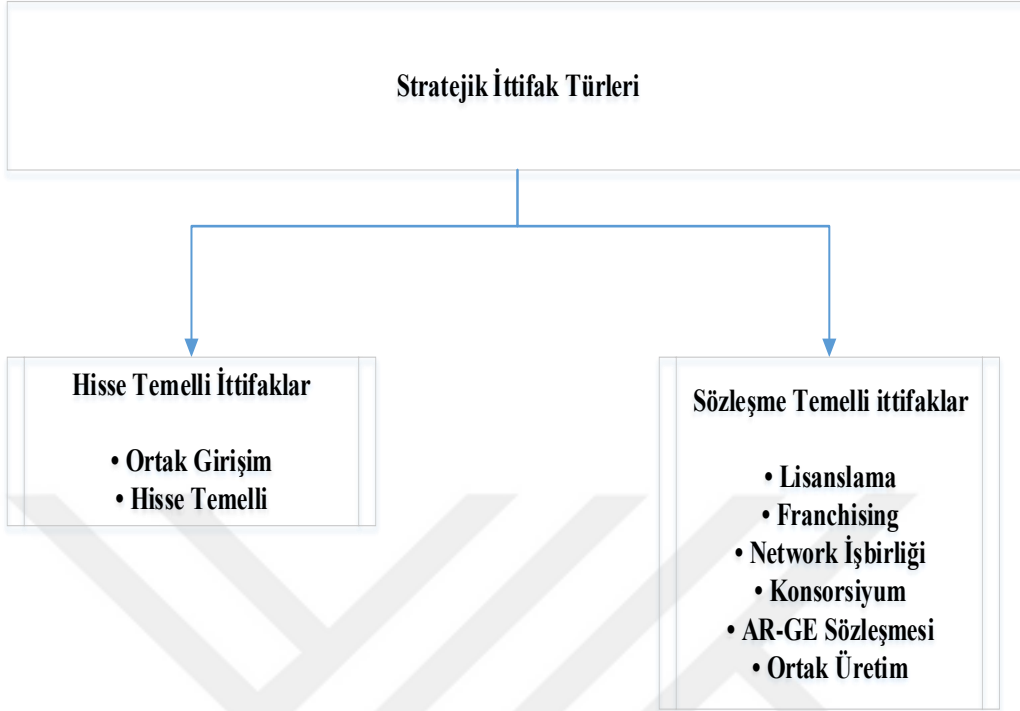 Stratejik İttifak Türleri
Hisse Temelli İttifaklar
• Ortak Girişim
• Hisse Temelli
Sözleşme Temelli ittifaklar
• Lisanslama
• Franchising
• Network İşbirliği
• Konsorsiyum
• AR-GE Sözleşmesi
• Ortak Üretim